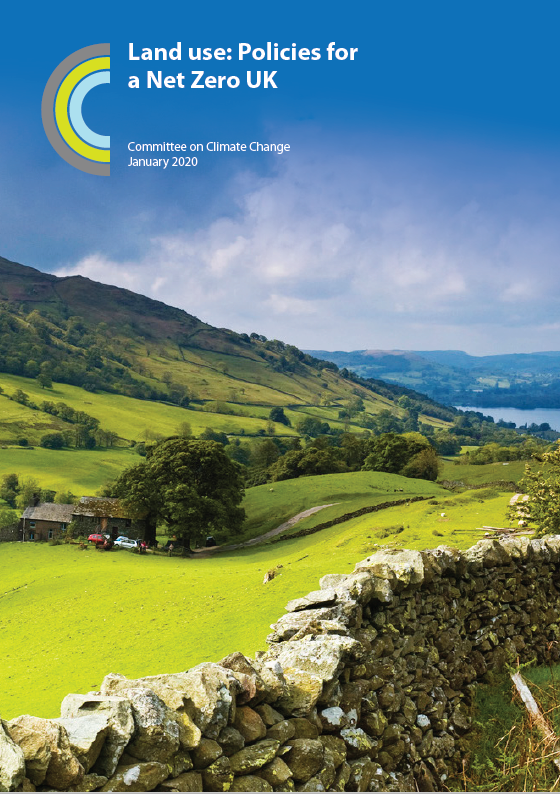 Land use: Policies for
a Net Zero UK
Committee on Climate Change
January 2020